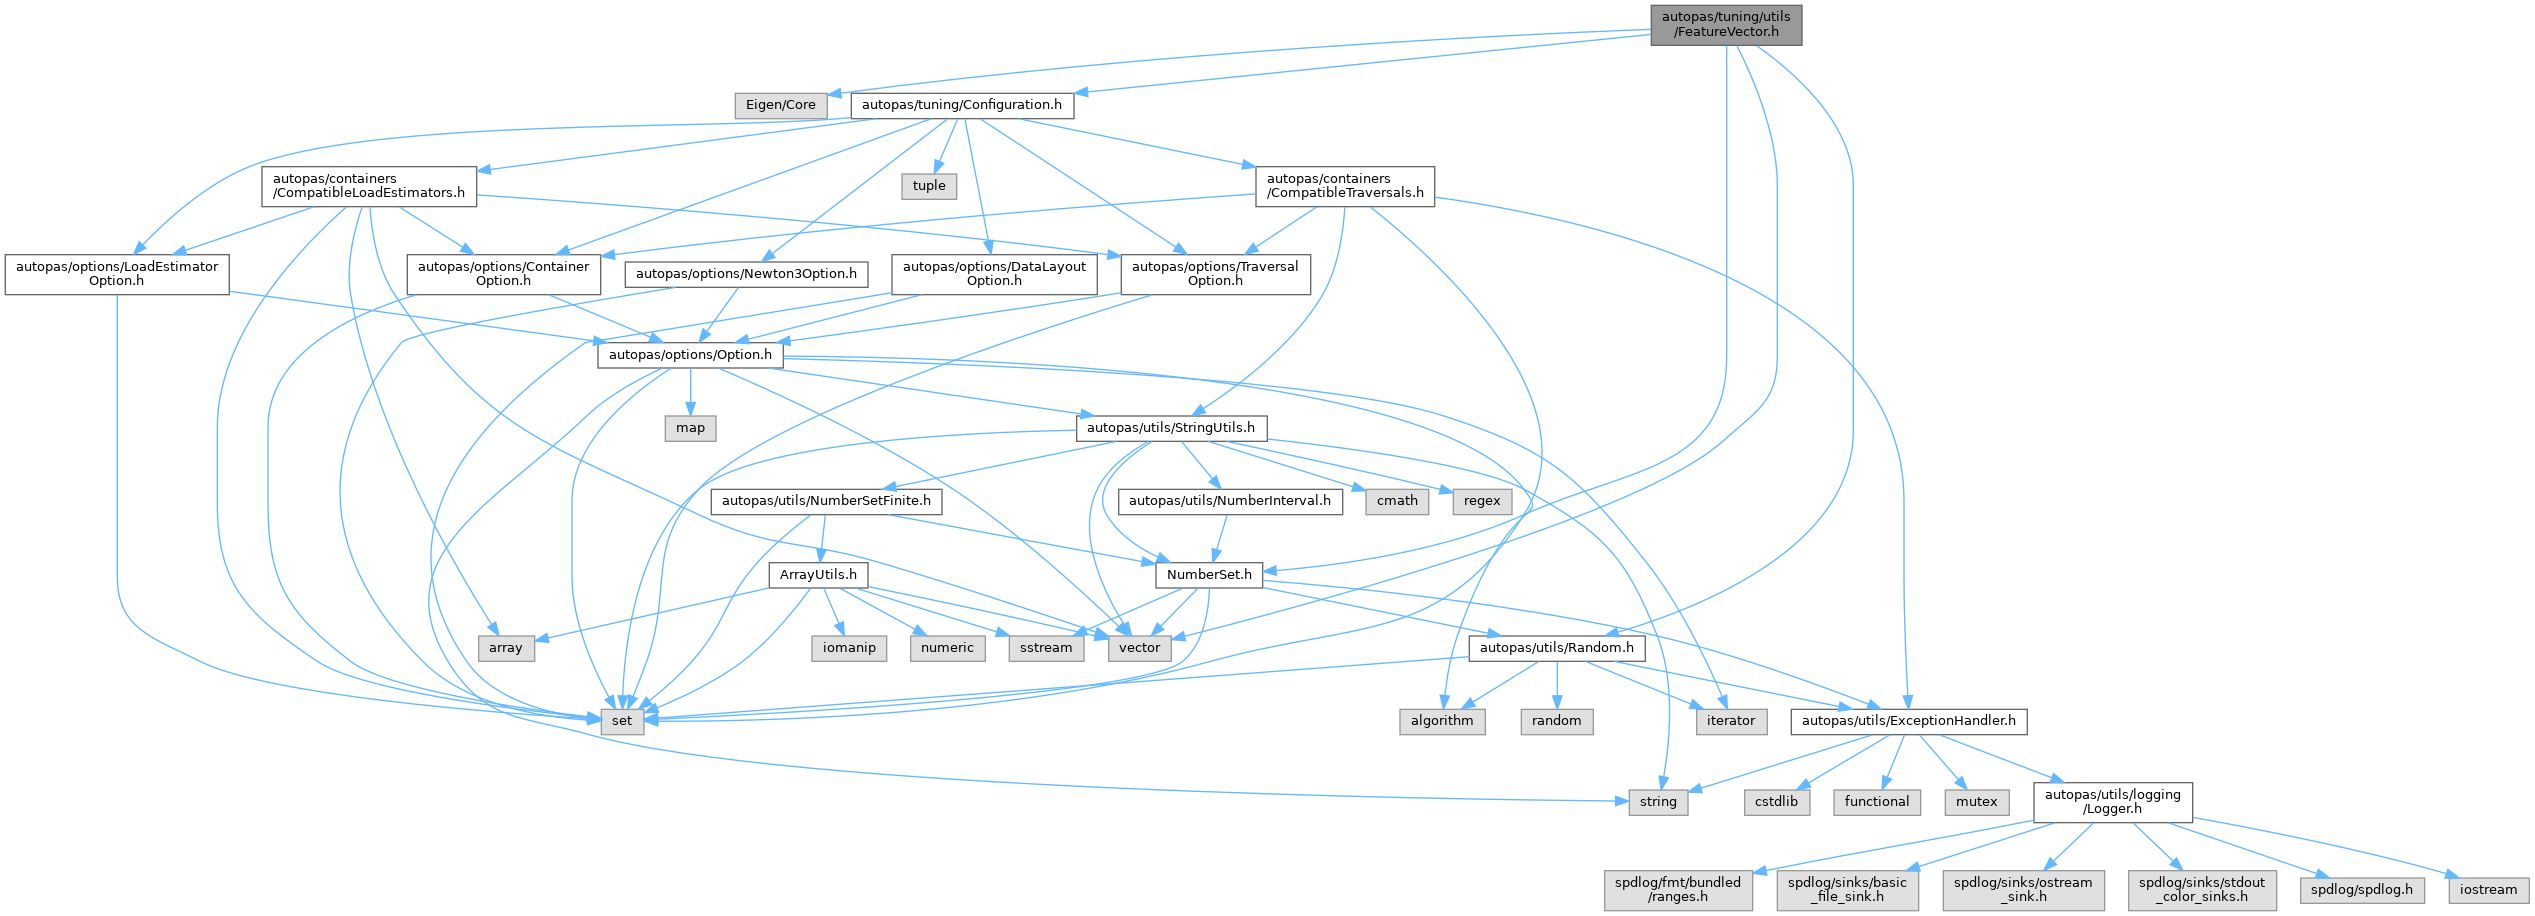 autopas/tuning/utils
/FeatureVector.h
Eigen/Core
autopas/tuning/Configuration.h
autopas/containers
/CompatibleLoadEstimators.h
tuple
autopas/containers
/CompatibleTraversals.h
autopas/options/LoadEstimator
Option.h
autopas/options/Container
Option.h
autopas/options/Newton3Option.h
autopas/options/DataLayout
Option.h
autopas/options/Traversal
Option.h
autopas/options/Option.h
map
autopas/utils/StringUtils.h
autopas/utils/NumberSetFinite.h
autopas/utils/NumberInterval.h
cmath
regex
ArrayUtils.h
NumberSet.h
array
iomanip
numeric
sstream
vector
autopas/utils/Random.h
set
algorithm
random
iterator
autopas/utils/ExceptionHandler.h
string
cstdlib
functional
mutex
autopas/utils/logging
/Logger.h
spdlog/fmt/bundled
/ranges.h
spdlog/sinks/basic
_file_sink.h
spdlog/sinks/ostream
_sink.h
spdlog/sinks/stdout
_color_sinks.h
spdlog/spdlog.h
iostream